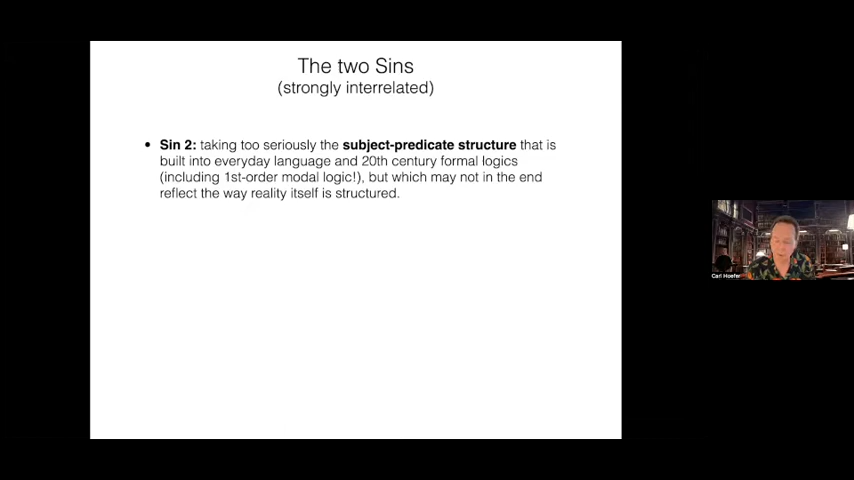 The two Sins
(strongly interrelated)
• Sin 2: taking too seriously the subject-predicate structure that is
built into everyday language and 20th century formal logics
(including 1st-order modal logic!), but which may not in the end
reflect the way reality itself is structured.
Carl Hoefer